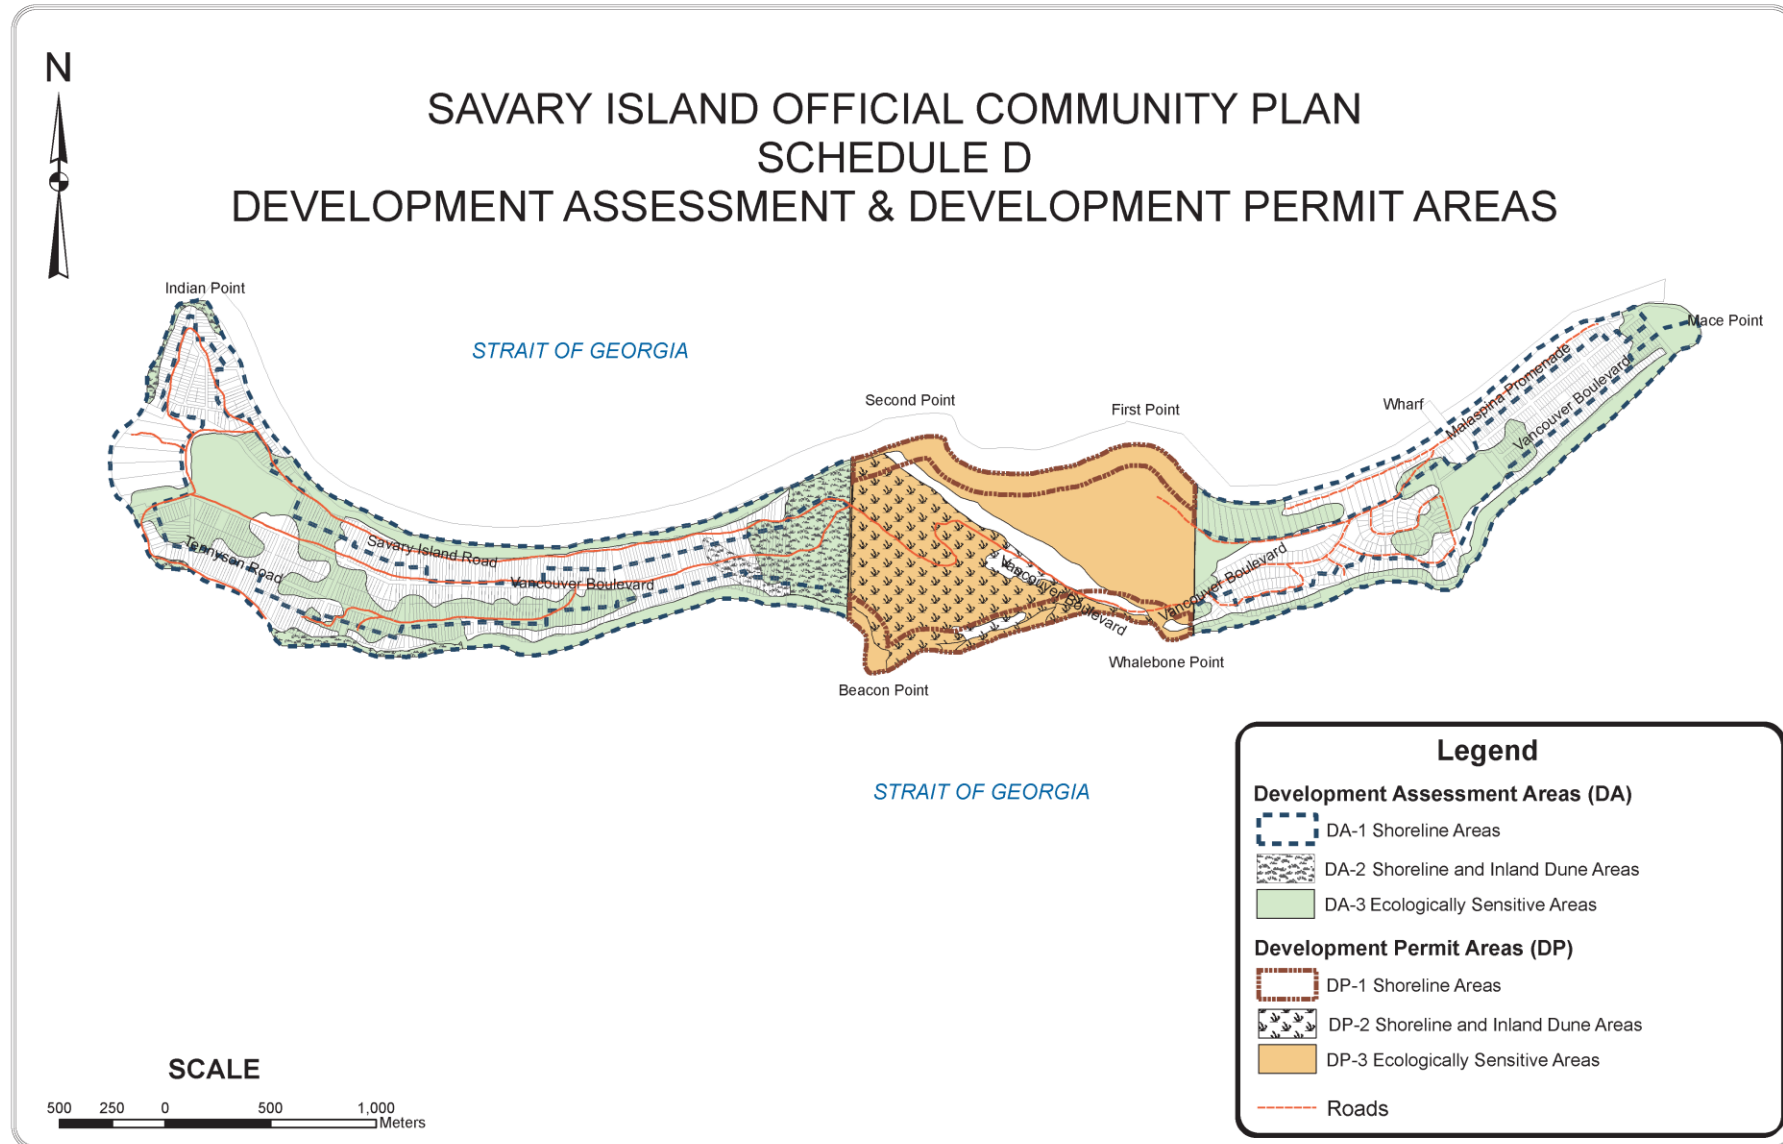 N
SAVARY ISLAND OFFICIAL COMMUNITY PLAN
SCHEDULE D
DEVELOPMENT ASSESSMENT & DEVELOPMENT PERMIT AREAS
Indian Point
Mace Point
STRAIT OF GEORGIA
Second Point
First Point
Wharf
Malaspina Promenade
Vancouver Boulevard
Savary Island Road
Tennyson Road
Vancouver Boulevard
Vancouver Boulevard
Vancouver Boulevard
Whalebone Point
Beacon Point
STRAIT OF GEORGIA
Legend
Development Assessment Areas (DA)
DA-1 Shoreline Areas
DA-2 Shoreline and Inland Dune Areas
DA-3 Ecologically Sensitive Areas
Development Permit Areas (DP)
DP-1 Shoreline Areas
DP-2 Shoreline and Inland Dune Areas
DP-3 Ecologically Sensitive Areas
Roads
SCALE
500 250 0 500 1,000
Meters